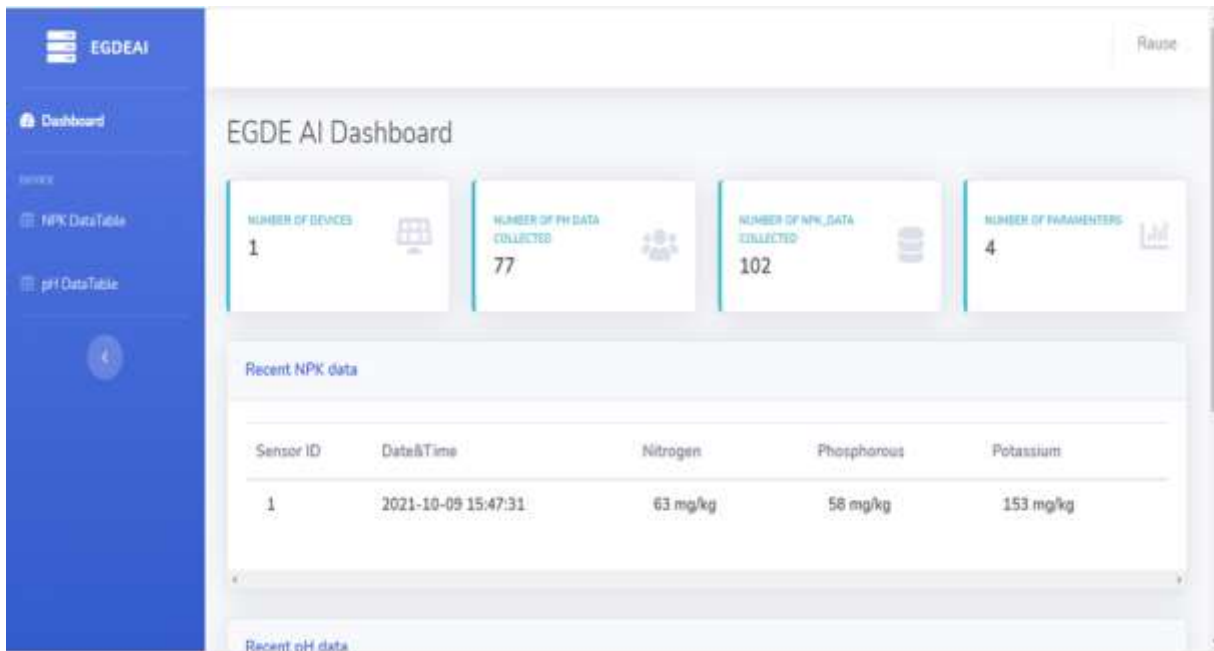 EGDEAI
Rause
Dashboard
EGDE AI Dashboard
DEVICE
NPK DataTable
pH DataTable
NUMBER OF DEVICES
1
NUMBER OF PH DATA
COLLECTED
77
NUMBER OF NPK_DATA
COLLECTED
102
NUMBER OF PARAMENTERS
4
Recent NPK data
Sensor ID Date&Time Nitrogen Phosphorous Potassium
1 2021-10-09 15:47:31 63 mg/kg 58 mg/kg 153 mg/kg
Recent pH data